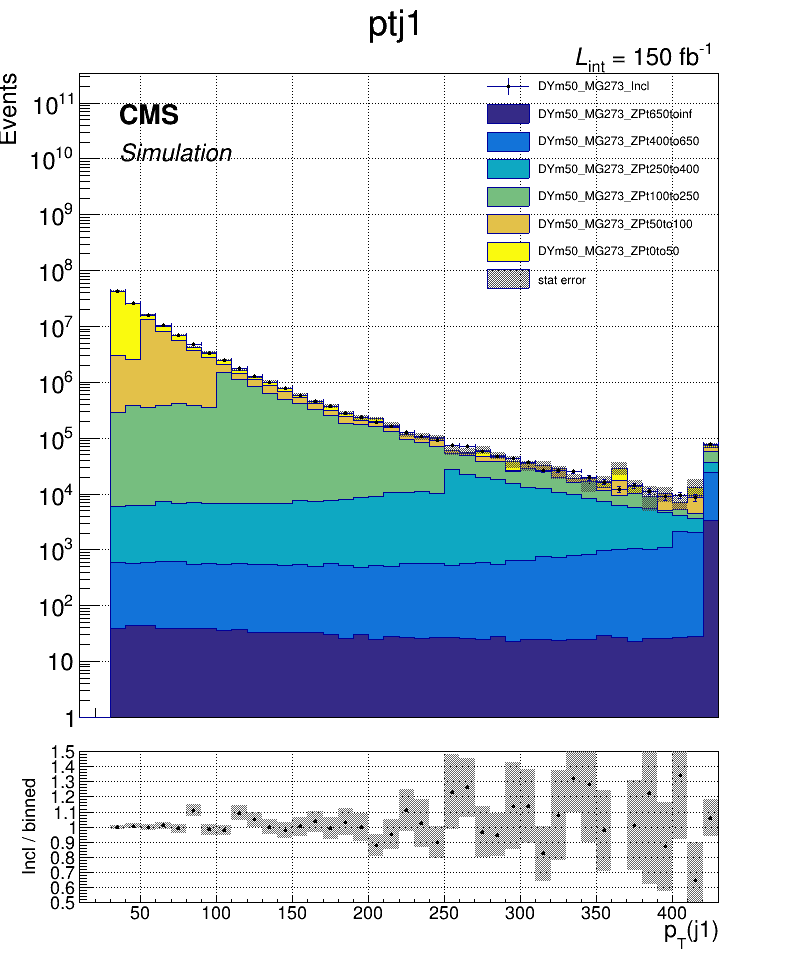 ptj1
L_int = 150 fb^-1
Events
CMS
Simulation
DYm50_MG273_Incl
DYm50_MG273_ZPt650toinf
DYm50_MG273_ZPt400to650
DYm50_MG273_ZPt250to400
DYm50_MG273_ZPt100to250
DYm50_MG273_ZPt50to100
DYm50_MG273_ZPt0to50
stat error
10^11
10^10
10^9
10^8
10^7
10^6
10^5
10^4
10^3
10^2
10
1
Incl / binned
1.5
1.4
1.3
1.2
1.1
1
0.9
0.8
0.7
0.6
0.5
50 100 150 200 250 300 350 400
p_T(j1)